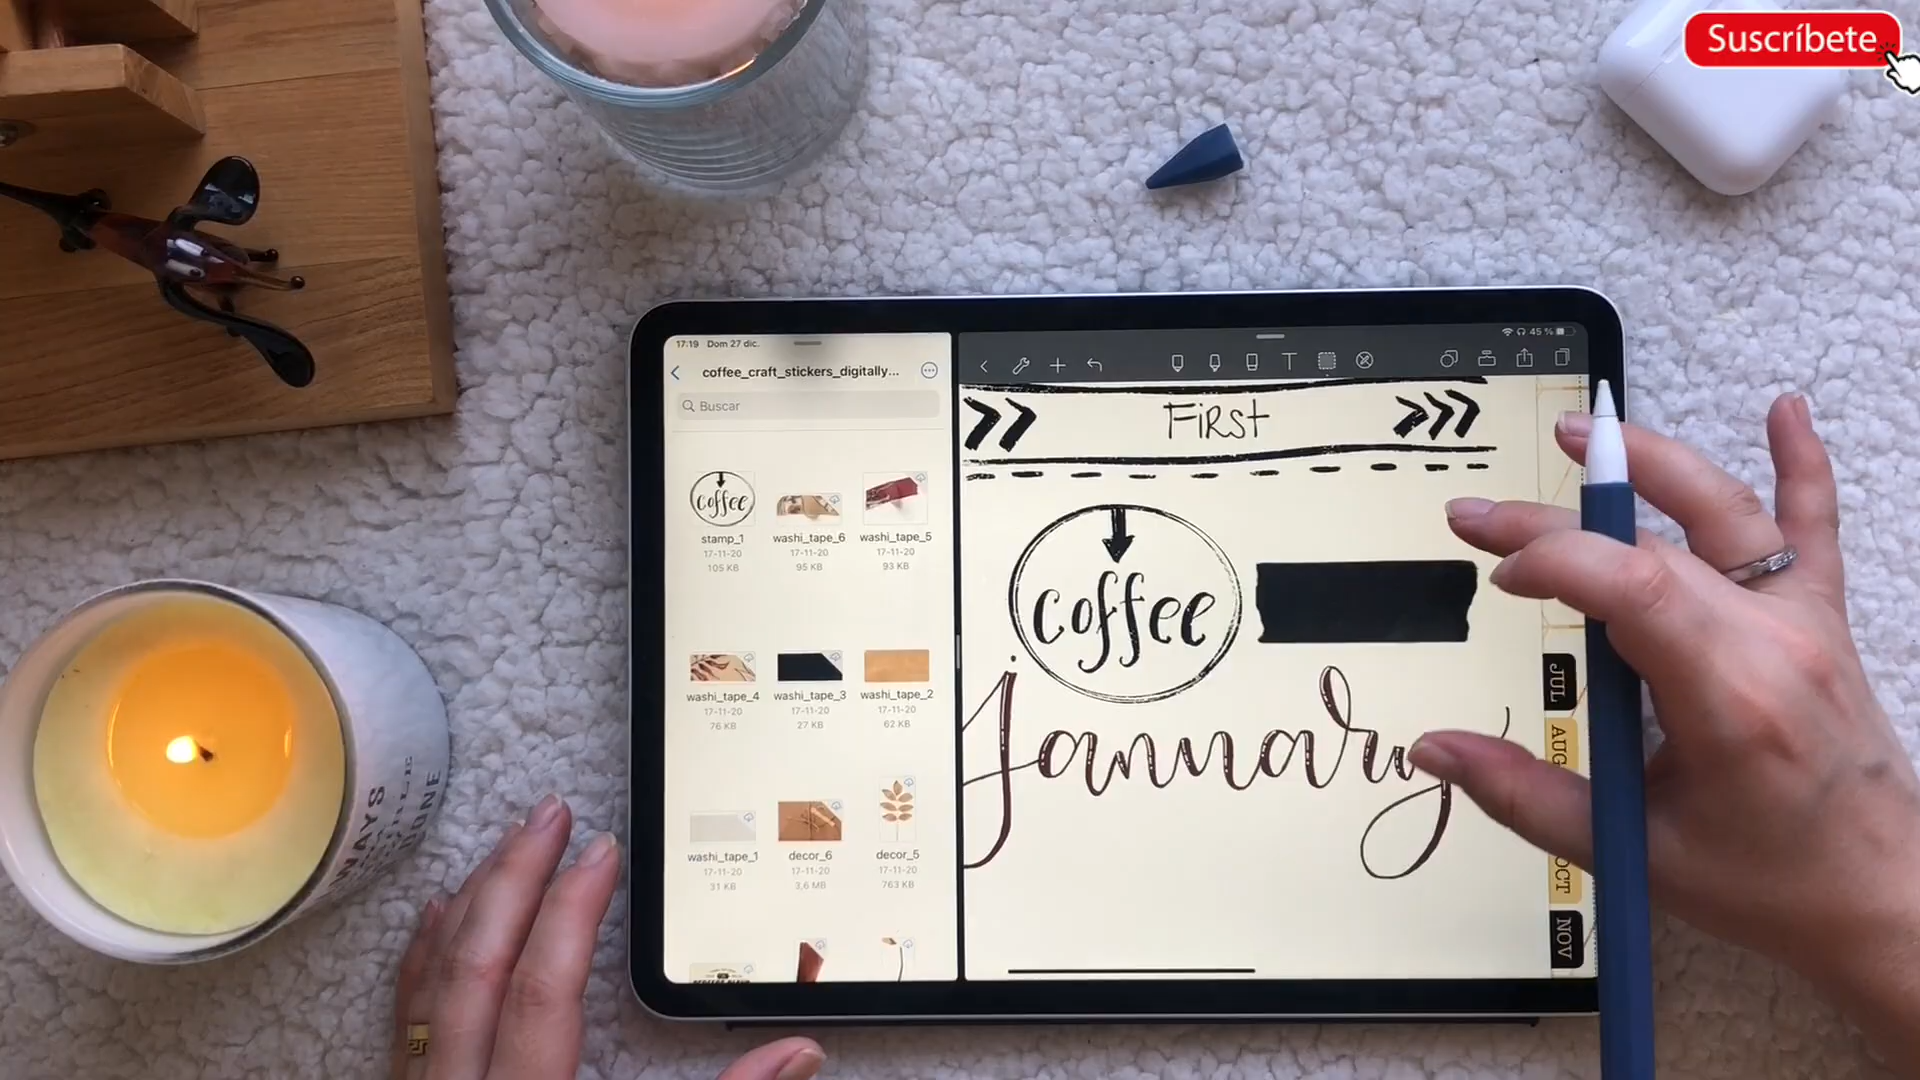 Suscríbete
17:19 Dom 27 dic.
45 %
coffee_craft_stickers_digitally...
Buscar
coffee
stamp_1
17-11-20
105 KB
washi_tape_6
17-11-20
95 KB
washi_tape_5
17-11-20
93 KB
washi_tape_4
17-11-20
76 KB
washi_tape_3
17-11-20
27 KB
washi_tape_2
17-11-20
62 KB
washi_tape_1
17-11-20
31 KB
decor_6
17-11-20
3,6 MB
decor_5
17-11-20
763 KB
T
FiRSt
coffee
January
JUL
AUG
OCT
NOV